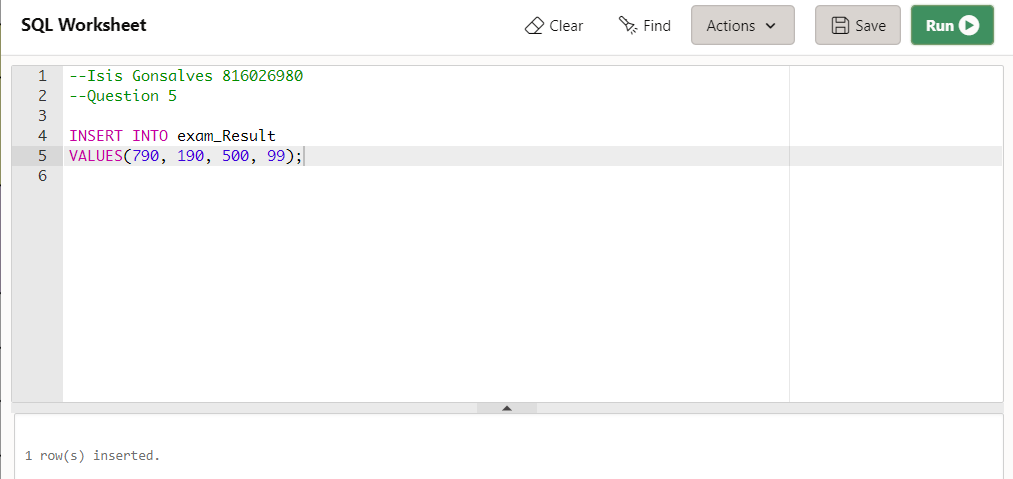 SQL Worksheet
Clear
Find
Actions
Save
Run
1 --Isis Gonsalves 816026980
2 --Question 5
3
4 INSERT INTO exam_Result
5 VALUES(790, 190, 500, 99);
6
1 row(s) inserted.